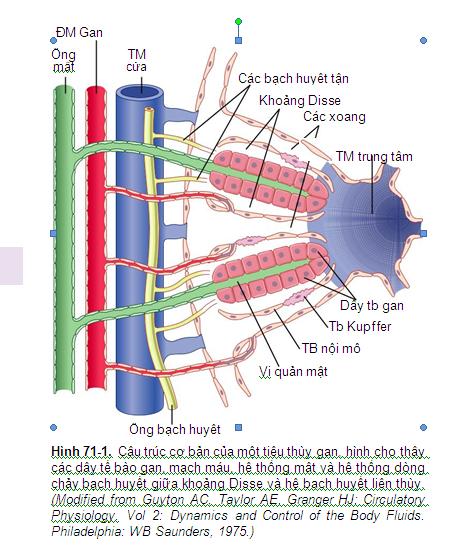 ĐM Gan
Ống
mật
TM
cửa
Các bạch huyết tận
Khoảng Disse
Các xoang
TM trung tâm
Dãy tb gan
Tb Kupffer
TB nội mô
Vi quản mật
Ống bạch huyết
Hình 71-1. Cấu trúc cơ bản của một tiểu thùy gan, hình cho thấy
các dãy tế bào gan, mạch máu, hệ thống mật và hệ thống dòng
chảy bạch huyết giữa khoảng Disse và hệ bạch huyết liên thùy.
(Modified from Guyton AC, Taylor AE, Granger HJ: Circulatory
Physiology. Vol 2: Dynamics and Control of the Body Fluids.
Philadelphia: WB Saunders, 1975.)